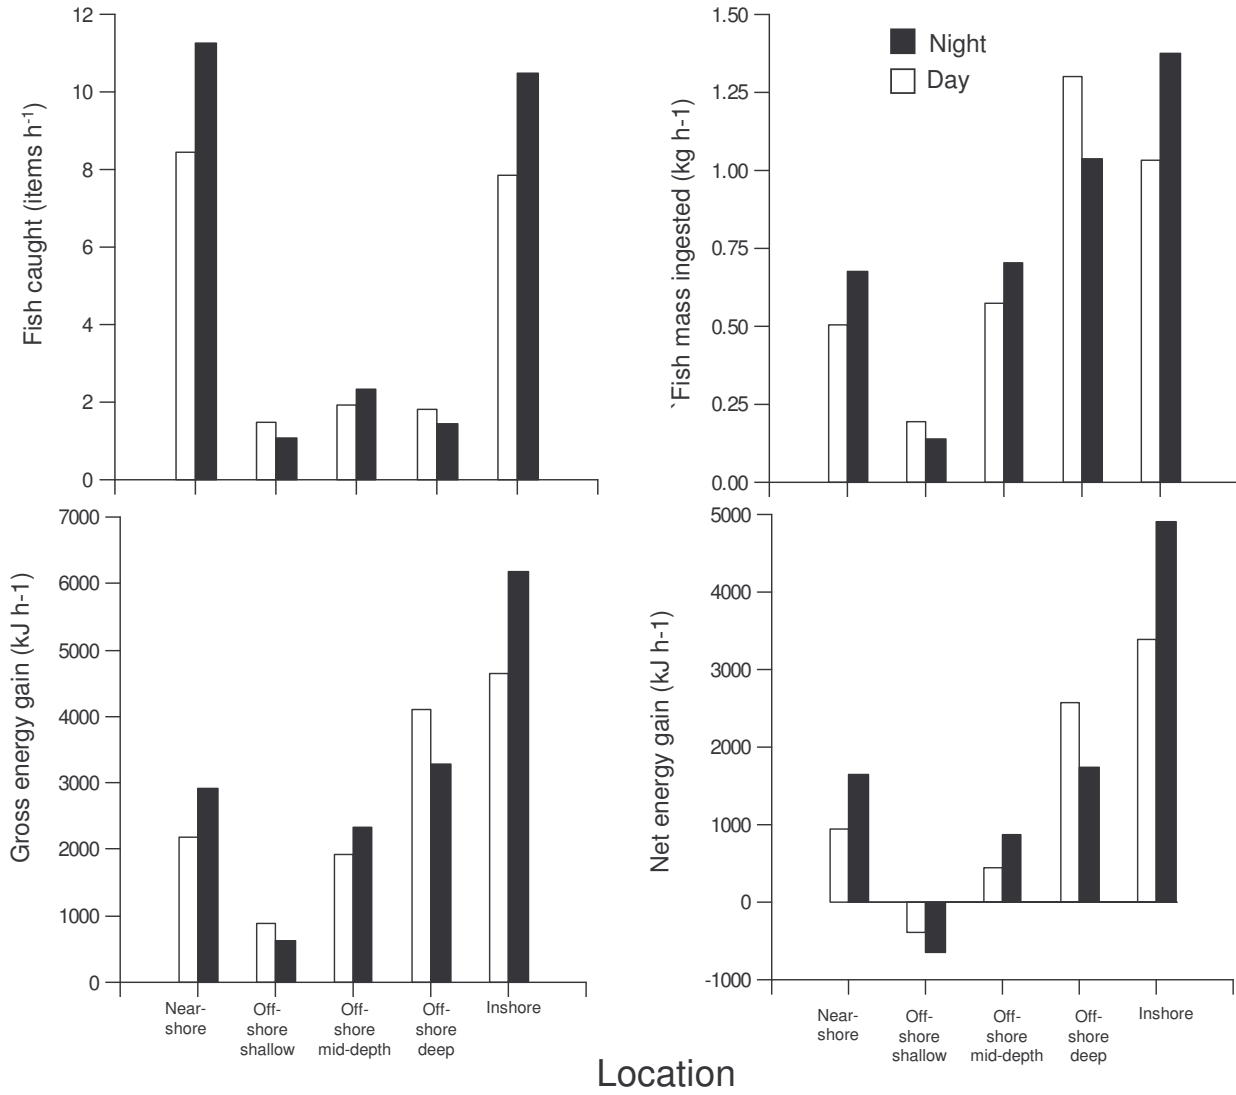 12
10
8
6
4
2
0
Fish caught (items h-1)
1.50
1.25
1.00
0.75
0.50
0.25
0.00
`Fish mass ingested (kg h-1)
Night
Day
7000
6000
5000
4000
3000
2000
1000
0
Gross energy gain (kJ h-1)
Near-
shore
Off-
shore
shallow
Off-
shore
mid-depth
Off-
shore
deep
Inshore
5000
4000
3000
2000
1000
0
-1000
Net energy gain (kJ h-1)
Near-
shore
Off-
shore
shallow
Off-
shore
mid-depth
Off-
shore
deep
Inshore
Location